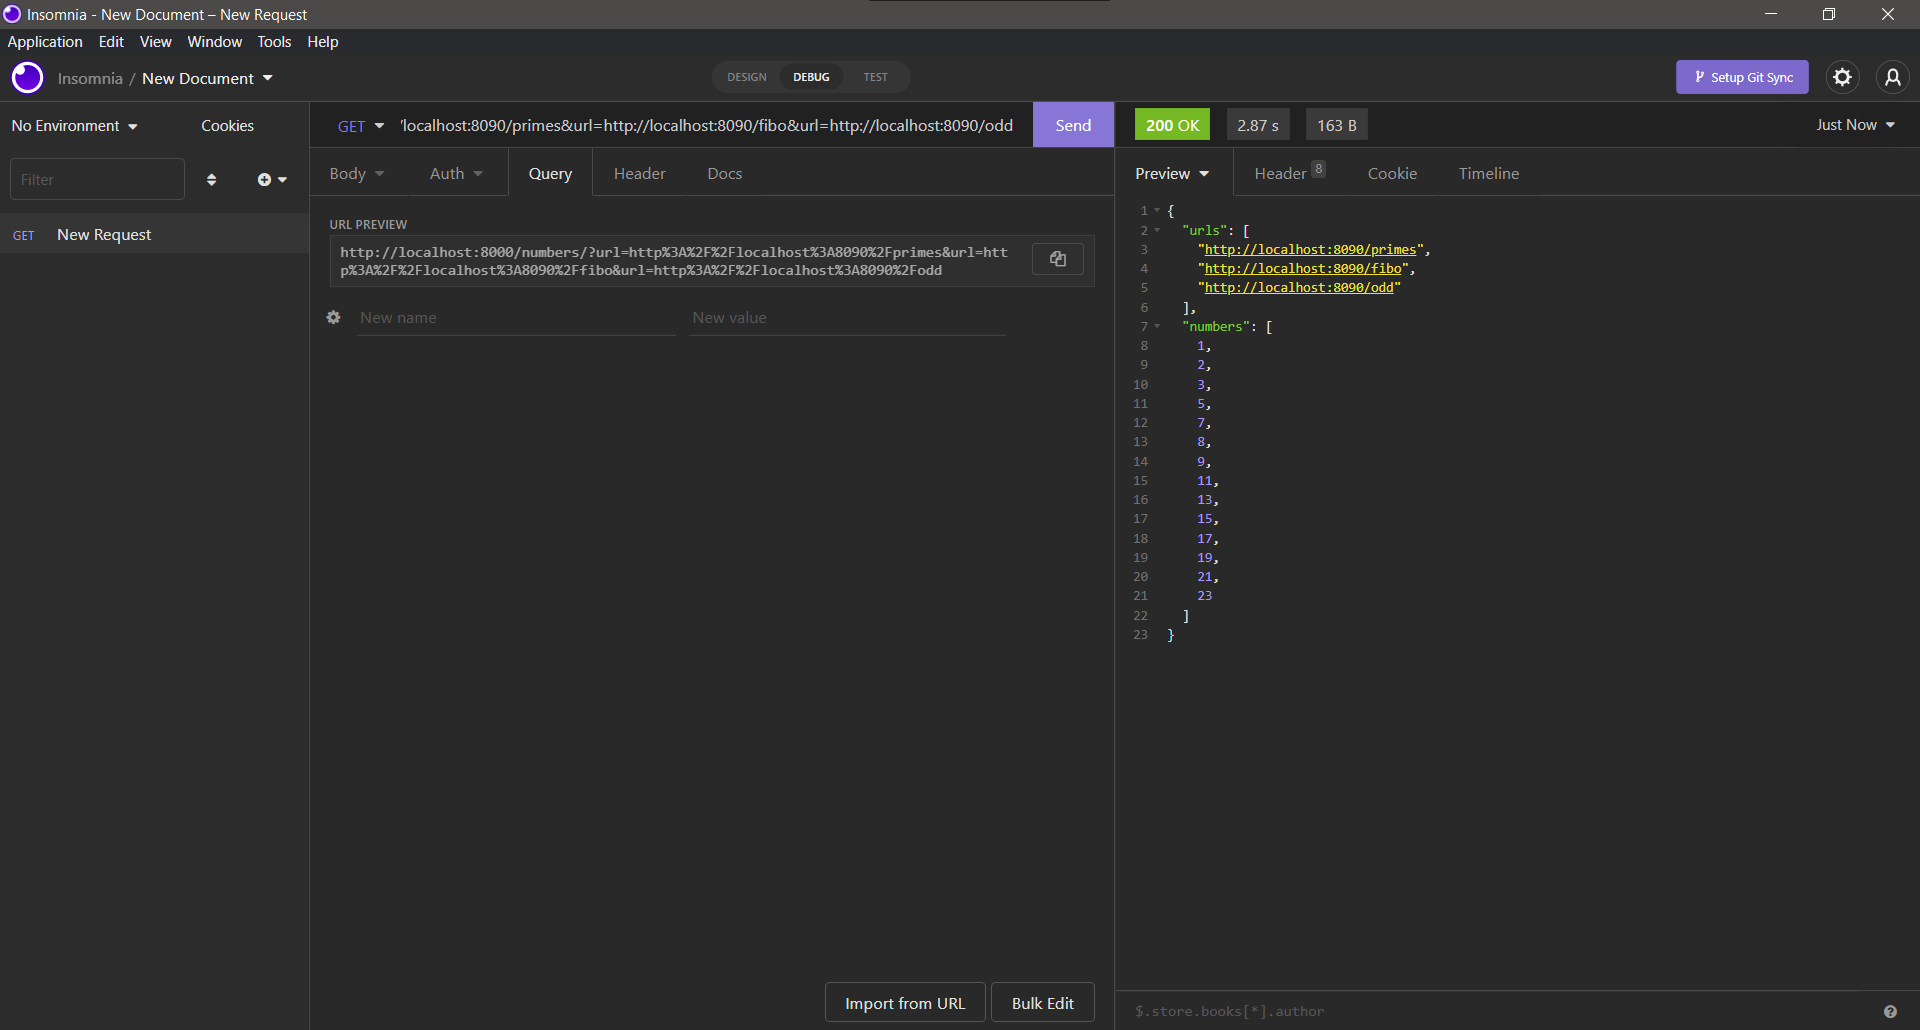 Insomnia - New Document – New Request
Application Edit View Window Tools Help
Insomnia / New Document
DESIGN DEBUG TEST
Setup Git Sync
No Environment Cookies
GET 'localhost:8090/primes&url=http://localhost:8090/fibo&url=http://localhost:8090/odd Send
200 OK 2.87 s 163 B Just Now
Filter
GET New Request
Body Auth Query Header Docs
URL PREVIEW
http://localhost:8000/numbers/?url=http%3A%2F%2Flocalhost%3A8090%2Fprimes&url=htt
p%3A%2F%2Flocalhost%3A8090%2Ffibo&url=http%3A%2F%2Flocalhost%3A8090%2Fodd
New name New value
Import from URL Bulk Edit
Preview Header 8 Cookie Timeline
1 {
2 "urls": [
3 "http://localhost:8090/primes",
4 "http://localhost:8090/fibo",
5 "http://localhost:8090/odd"
6 ],
7 "numbers": [
8 1,
9 2,
10 3,
11 5,
12 7,
13 8,
14 9,
15 11,
16 13,
17 15,
18 17,
19 19,
20 21,
21 23
22 ]
23 }
$.store.books[*].author